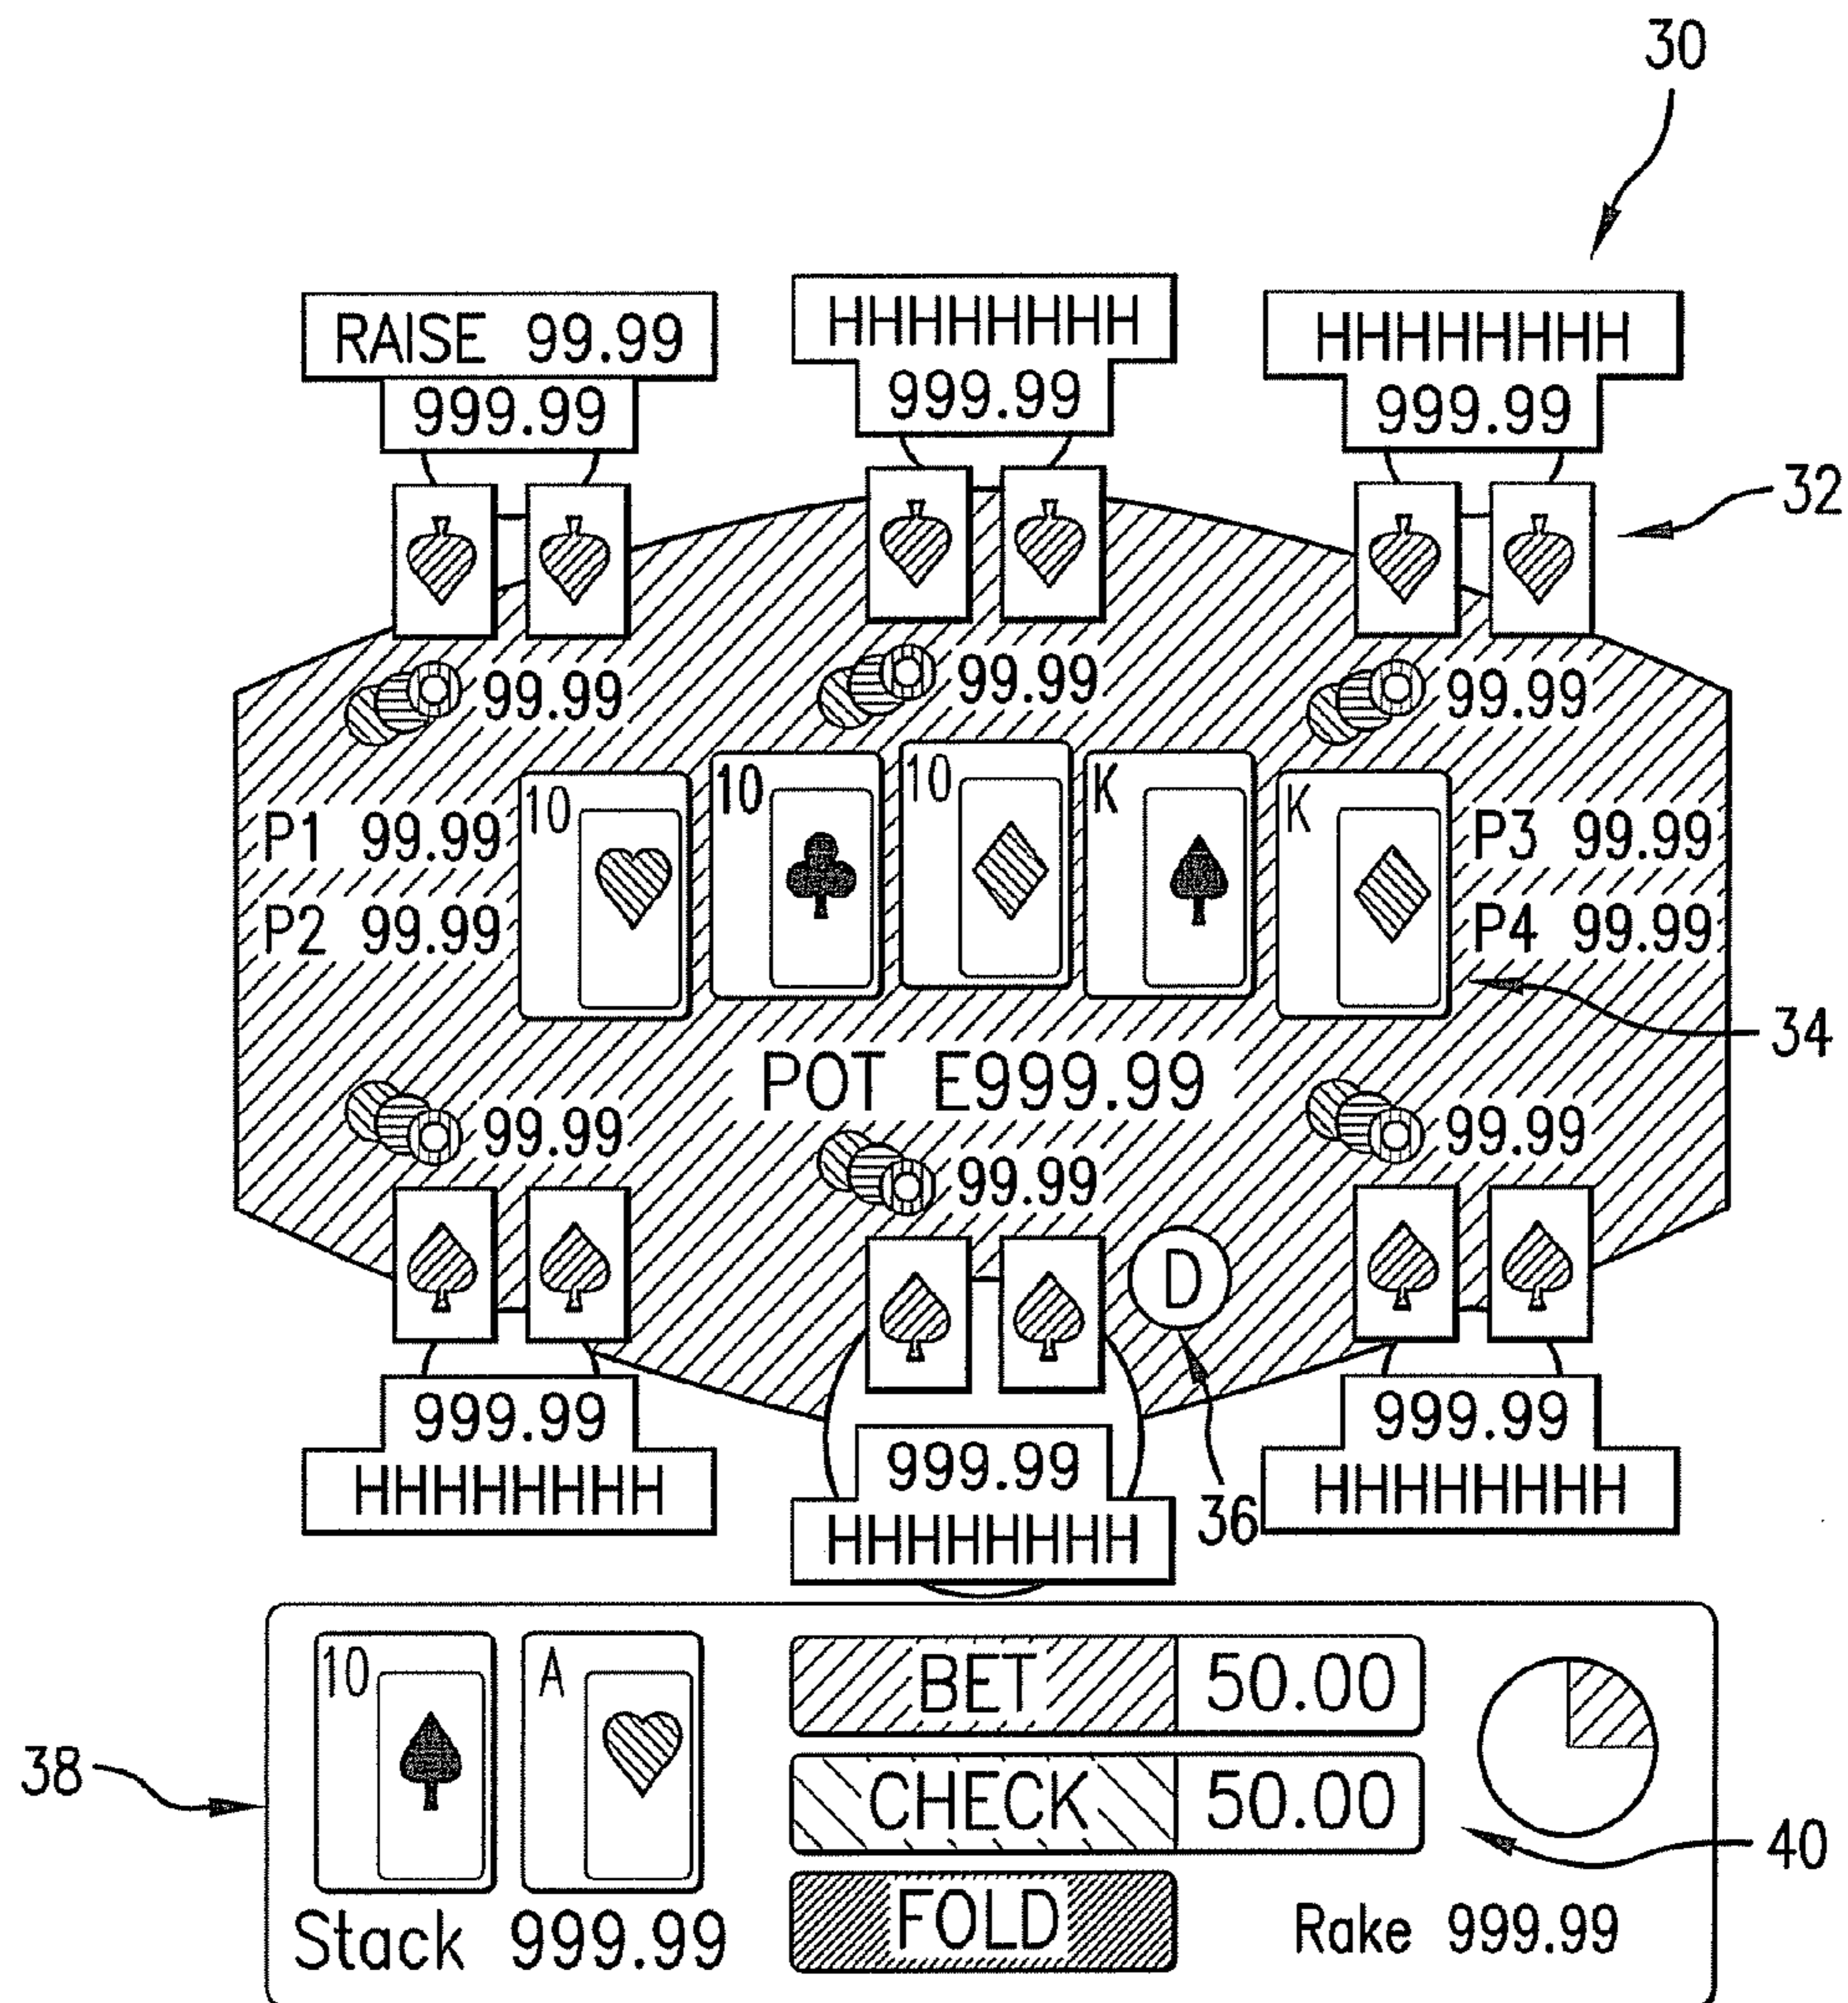 30
RAISE 99.99
HHHHHHHH
HHHHHHHH
999.99
999.99
999.99
32
99.99
99.99
99.99
10
10
10
K
K
P1 99.99
P3 99.99
P2 99.99
P4 99.99
34
POT E999.99
99.99
99.99
99.99
D
999.99
999.99
999.99
HHHHHHHH
HHHHHHHH
HHHHHHHH
36
10
A
BET 50.00
38
CHECK 50.00
40
FOLD
Stack 999.99
Rake 999.99